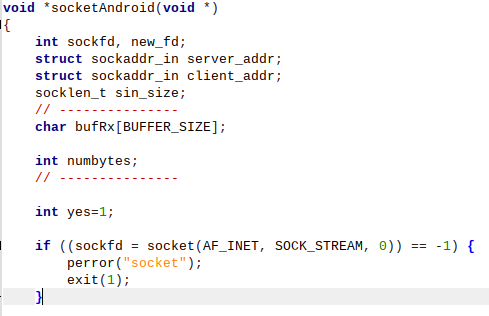 void *socketAndroid(void *)
{
    int sockfd, new_fd;
    struct sockaddr_in server_addr;
    struct sockaddr_in client_addr;
    socklen_t sin_size;
    // ---------------
    char bufRx[BUFFER_SIZE];

    int numbytes;
    // ---------------

    int yes=1;

    if ((sockfd = socket(AF_INET, SOCK_STREAM, 0)) == -1) {
        perror("socket");
        exit(1);
    }